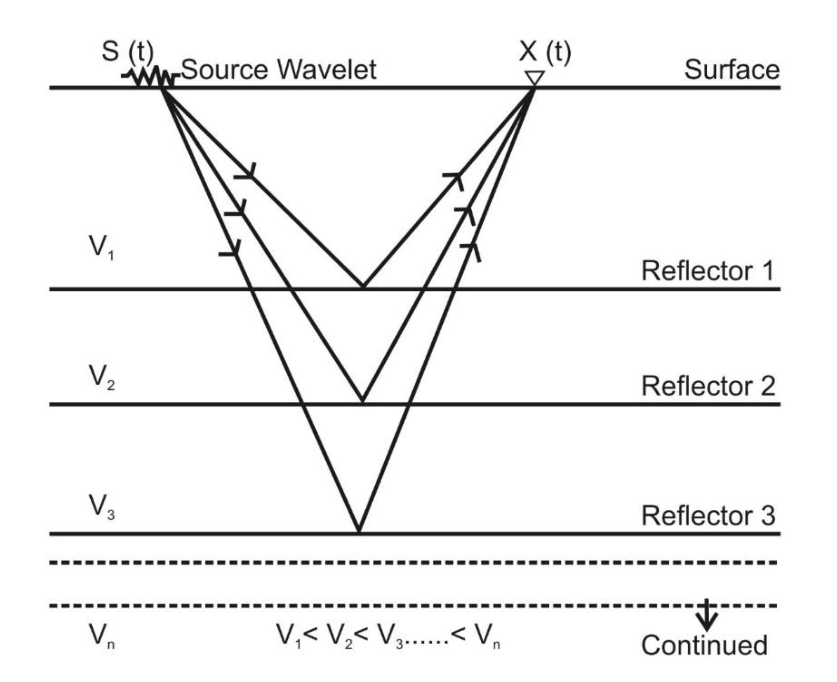 S (t)
Source Wavelet
X (t)
Surface
V₁
Reflector 1
V₂
Reflector 2
V₃
Reflector 3
Vₙ
V₁< V₂< V₃......< Vₙ
Continued